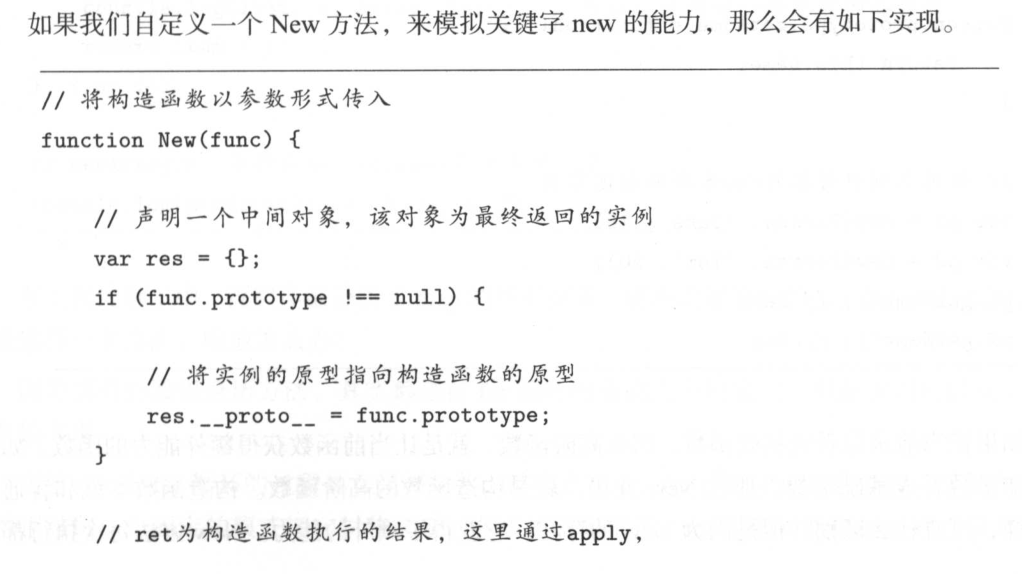 如果我们自定义一个 New 方法，来模拟关键字 new 的能力，那么会有如下实现。
// 将构造函数以参数形式传入
function New(func) {
// 声明一个中间对象，该对象为最终返回的实例
var res = {};
if (func.prototype !== null) {
// 将实例的原型指向构造函数的原型
res.__proto__ = func.prototype;
}
// ret为构造函数执行的结果，这里通过apply，